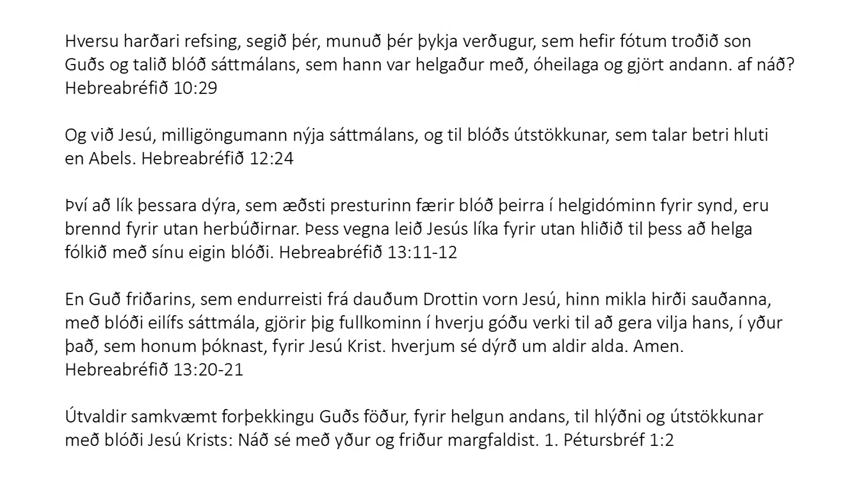 Hversu harðari refsing, segið þér, munuð þér þykja verðugur, sem hefir fótum troðið son
Guðs og talið blóð sáttmálans, sem hann var helgaður með, óheilaga og gjört andann. af náð?
Hebreabréfið 10:29
Og við Jesú, milligöngumann nýja sáttmálans, og til blóðs útstökkunar, sem talar betri hluti
en Abels. Hebreabréfið 12:24
Því að lík þessara dýra, sem æðsti presturinn færir blóð þeirra í helgidóminn fyrir synd, eru
brennd fyrir utan herbúðirnar. Þess vegna leið Jesús líka fyrir utan hliðið til þess að helga
fólkið með sínu eigin blóði. Hebreabréfið 13:11-12
En Guð friðarins, sem endurreisti frá dauðum Drottin vorn Jesú, hinn mikla hirði sauðanna,
með blóði eilífs sáttmála, gjörir þig fullkominn í hverju góðu verki til að gera vilja hans, í yður
það, sem honum þóknast, fyrir Jesú Krist. hverjum sé dýrð um aldir alda. Amen.
Hebreabréfið 13:20-21
Útvaldir samkvæmt forþekkingu Guðs föður, fyrir helgun andans, til hlýðni og útstökkunar
með blóði Jesú Krists: Náð sé með yður og friður margfaldist. 1. Pétursbréf 1:2